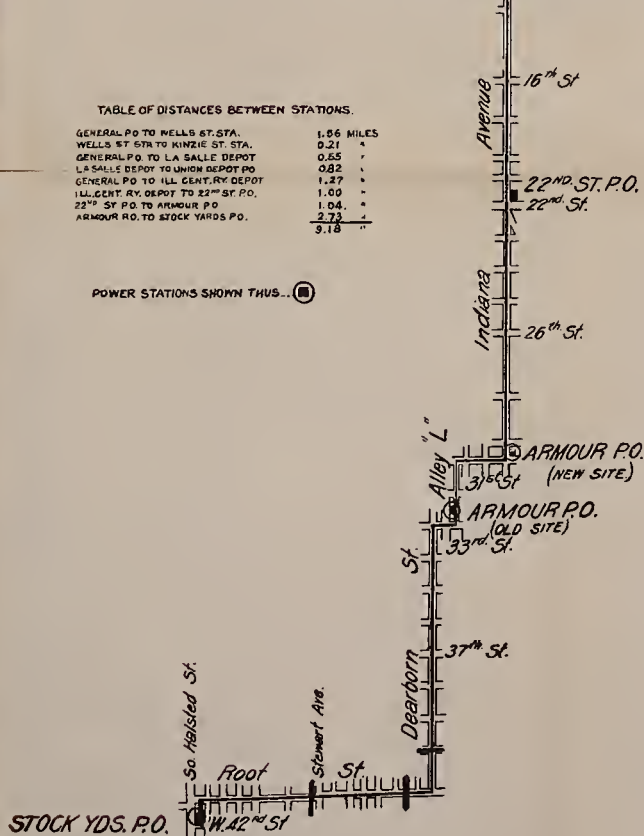 TABLE OF DISTANCES BETWEEN STATIONS.
GENERAL PO TO WELLS ST. STA. 1.56 MILES
WELLS ST STA TO KINZIE ST. STA. 0.21 "
GENERAL P.O. TO LA SALLE DEPOT 0.55 "
LA SALLE DEPOT TO UNION DEPOT PO 0.82 "
GENERAL PO TO ILL. CENT. RY. DEPOT 1.27 "
ILL. CENT. RY. DEPOT TO 22ND ST. P.O. 1.00 "
22ND ST P.O. TO ARMOUR PO 1.04. "
ARMOUR P.O. TO STOCK YARDS P.O. 2.73 "
9.18 "
POWER STATIONS SHOWN THUS...
16th St
Avenue
22ND. ST. P.O.
22nd. St.
Indiana
26th St.
ARMOUR P.O.
(NEW SITE.)
Alley "L"
31st St
ARMOUR P.O.
(OLD SITE)
33rd. St.
St.
37th St.
Dearborn
So. Halsted St.
Stewart Ave.
Root St.
STOCK YDS. P.O.
W. 42nd St